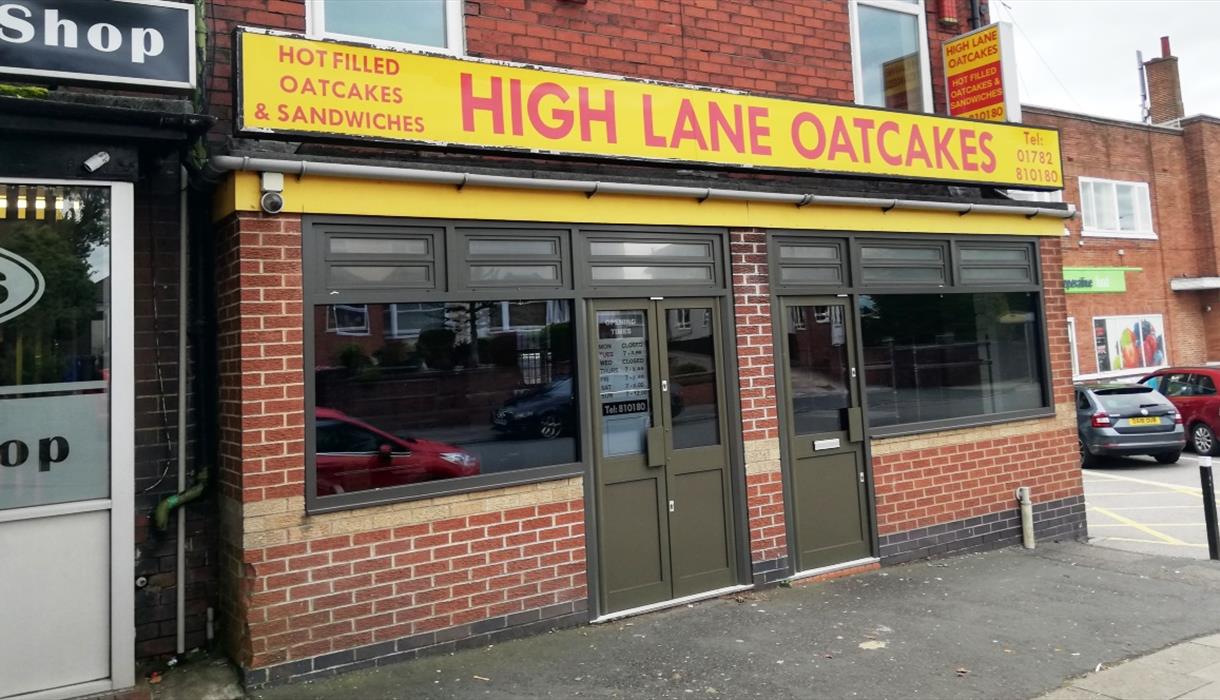 Shop
HOT FILLED
OATCAKES
& SANDWICHES
HIGH LANE OATCAKES
Tel:
01782
810180
HIGH LANE
OATCAKES
HOT FILLED
OATCAKES &
SANDWICHES
810180
OPENING
TIMES
MON CLOSED
TUES
WED CLOSED
THURS
FRI
SAT
SUN
Tel: 810180
s
op